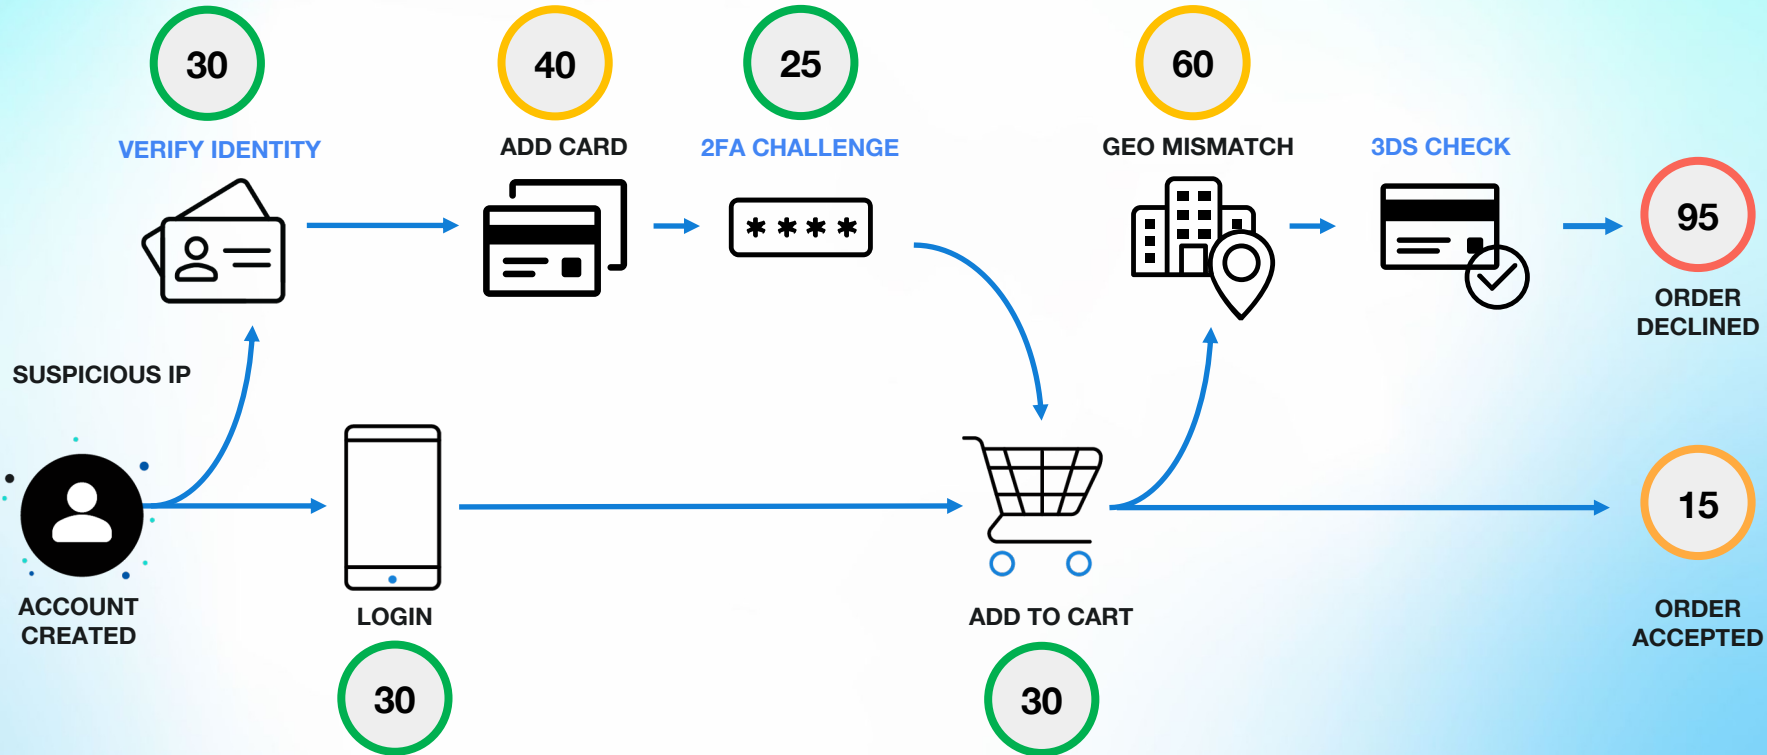 30
40
25
60
VERIFY IDENTITY
ADD CARD
2FA CHALLENGE
GEO MISMATCH
3DS CHECK
* * * *
95
ORDER
DECLINED
SUSPICIOUS IP
15
ACCOUNT
CREATED
LOGIN
ADD TO CART
ORDER
ACCEPTED
30
30